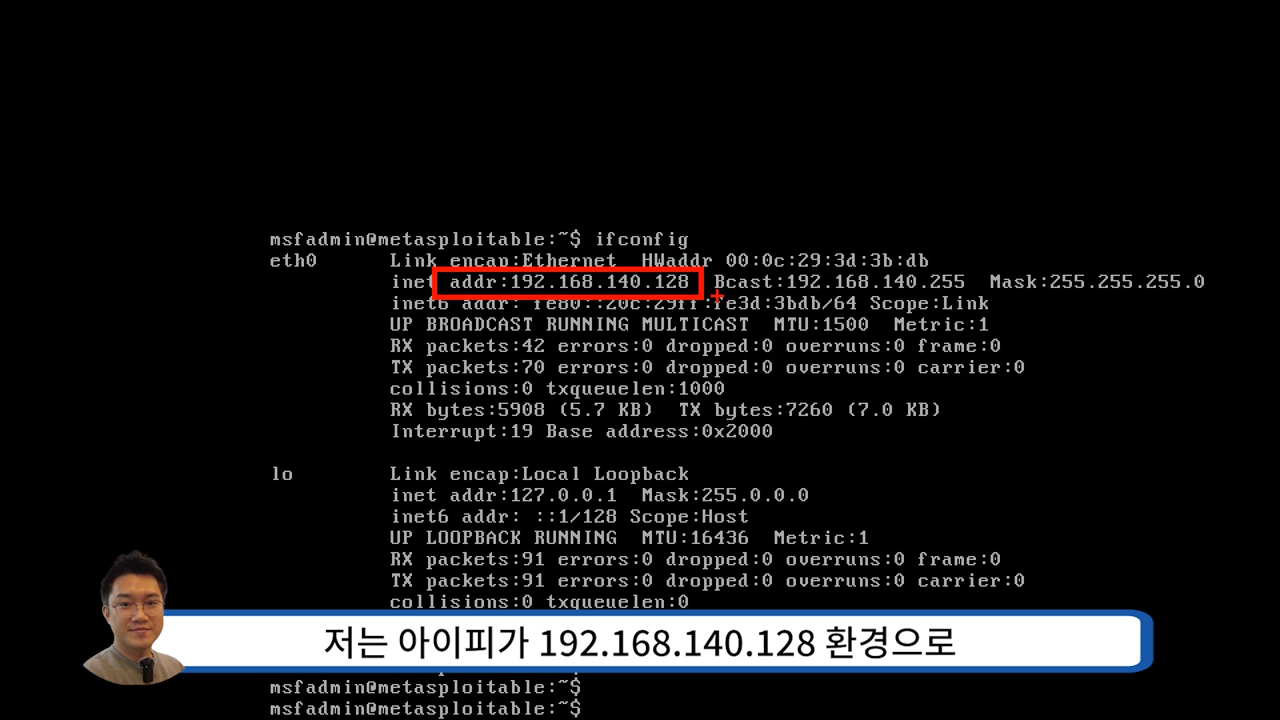 msfadmin@metasploitable:~$ ifconfig
eth0 Link encap:Ethernet HWaddr 00:0c:29:3d:3b:db
inet addr:192.168.140.128 Bcast:192.168.140.255 Mask:255.255.255.0
inet6 addr: fe80::20c:29ff:fe3d:3bdb/64 Scope:Link
UP BROADCAST RUNNING MULTICAST MTU:1500 Metric:1
RX packets:42 errors:0 dropped:0 overruns:0 frame:0
TX packets:70 errors:0 dropped:0 overruns:0 carrier:0
collisions:0 txqueuelen:1000
RX bytes:5908 (5.7 KB) TX bytes:7260 (7.0 KB)
Interrupt:19 Base address:0x2000
lo Link encap:Local Loopback
inet addr:127.0.0.1 Mask:255.0.0.0
inet6 addr: ::1/128 Scope:Host
UP LOOPBACK RUNNING MTU:16436 Metric:1
RX packets:91 errors:0 dropped:0 overruns:0 frame:0
TX packets:91 errors:0 dropped:0 overruns:0 carrier:0
collisions:0 txqueuelen:0
저는 아이피가 192.168.140.128 환경으로
msfadmin@metasploitable:~$
msfadmin@metasploitable:~$